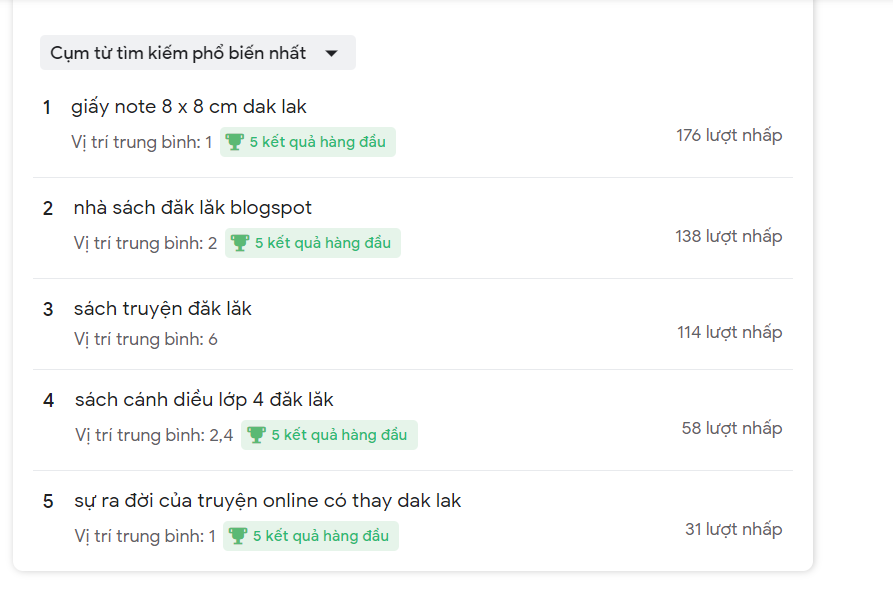 Cụm từ tìm kiếm phổ biến nhất
1 giấy note 8 x 8 cm dak lak
Vị trí trung bình: 1 5 kết quả hàng đầu
176 lượt nhấp
2 nhà sách đăk lăk blogspot
Vị trí trung bình: 2 5 kết quả hàng đầu
138 lượt nhấp
3 sách truyện đăk lăk
Vị trí trung bình: 6
114 lượt nhấp
4 sách cánh diều lớp 4 đăk lăk
Vị trí trung bình: 2,4 5 kết quả hàng đầu
58 lượt nhấp
5 sự ra đời của truyện online có thay dak lak
Vị trí trung bình: 1 5 kết quả hàng đầu
31 lượt nhấp